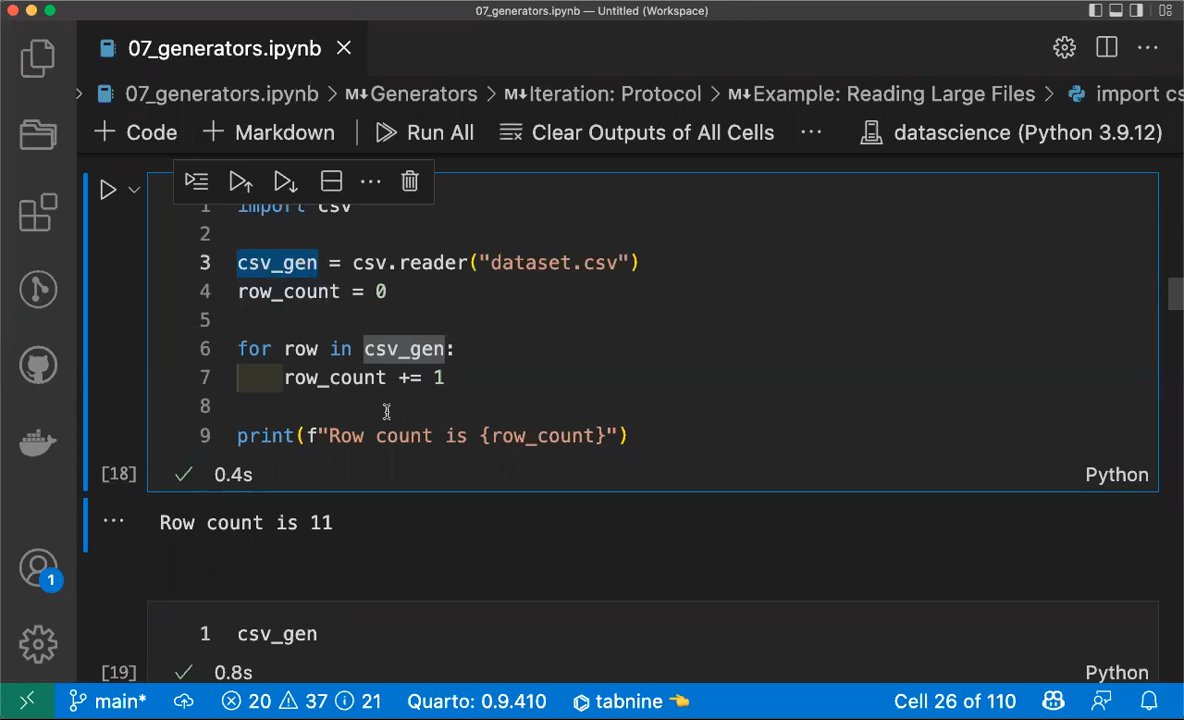 07_generators.ipynb — Untitled (Workspace)
07_generators.ipynb
07_generators.ipynb > Generators > Iteration: Protocol > Example: Reading Large Files > import cs
+ Code + Markdown Run All Clear Outputs of All Cells ... datascience (Python 3.9.12)
1 import csv
2
3 csv_gen = csv.reader("dataset.csv")
4 row_count = 0
5
6 for row in csv_gen:
7 row_count += 1
8
9 print(f"Row count is {row_count}")
[18] 0.4s Python
... Row count is 11
1 csv_gen
[19] 0.8s Python
1
main* 20 37 21 Quarto: 0.9.410 tabnine Cell 26 of 110